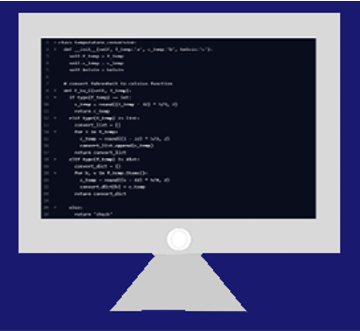 class temperature_conversion:
def __init__(self, f_temp='a', c_temp='b', kelvin='c'):
self.f_temp = f_temp
self.c_temp = c_temp
self.kelvin = kelvin
# convert fahrenheit to celsius function
def f_to_c(self, f_temp):
if type(f_temp) == int:
c_temp = round((f_temp - 32) * 5/9, 2)
return c_temp
elif type(f_temp) is list:
convert_list = []
for i in f_temp:
c_temp = round((i - 32) * 5/9, 2)
convert_list.append(c_temp)
return convert_list
elif type(f_temp) is dict:
convert_dict = {}
for k, v in f_temp.items():
c_temp = round((v - 32) * 5/9, 2)
convert_dict[k] = c_temp
return convert_dict
else:
return "check"